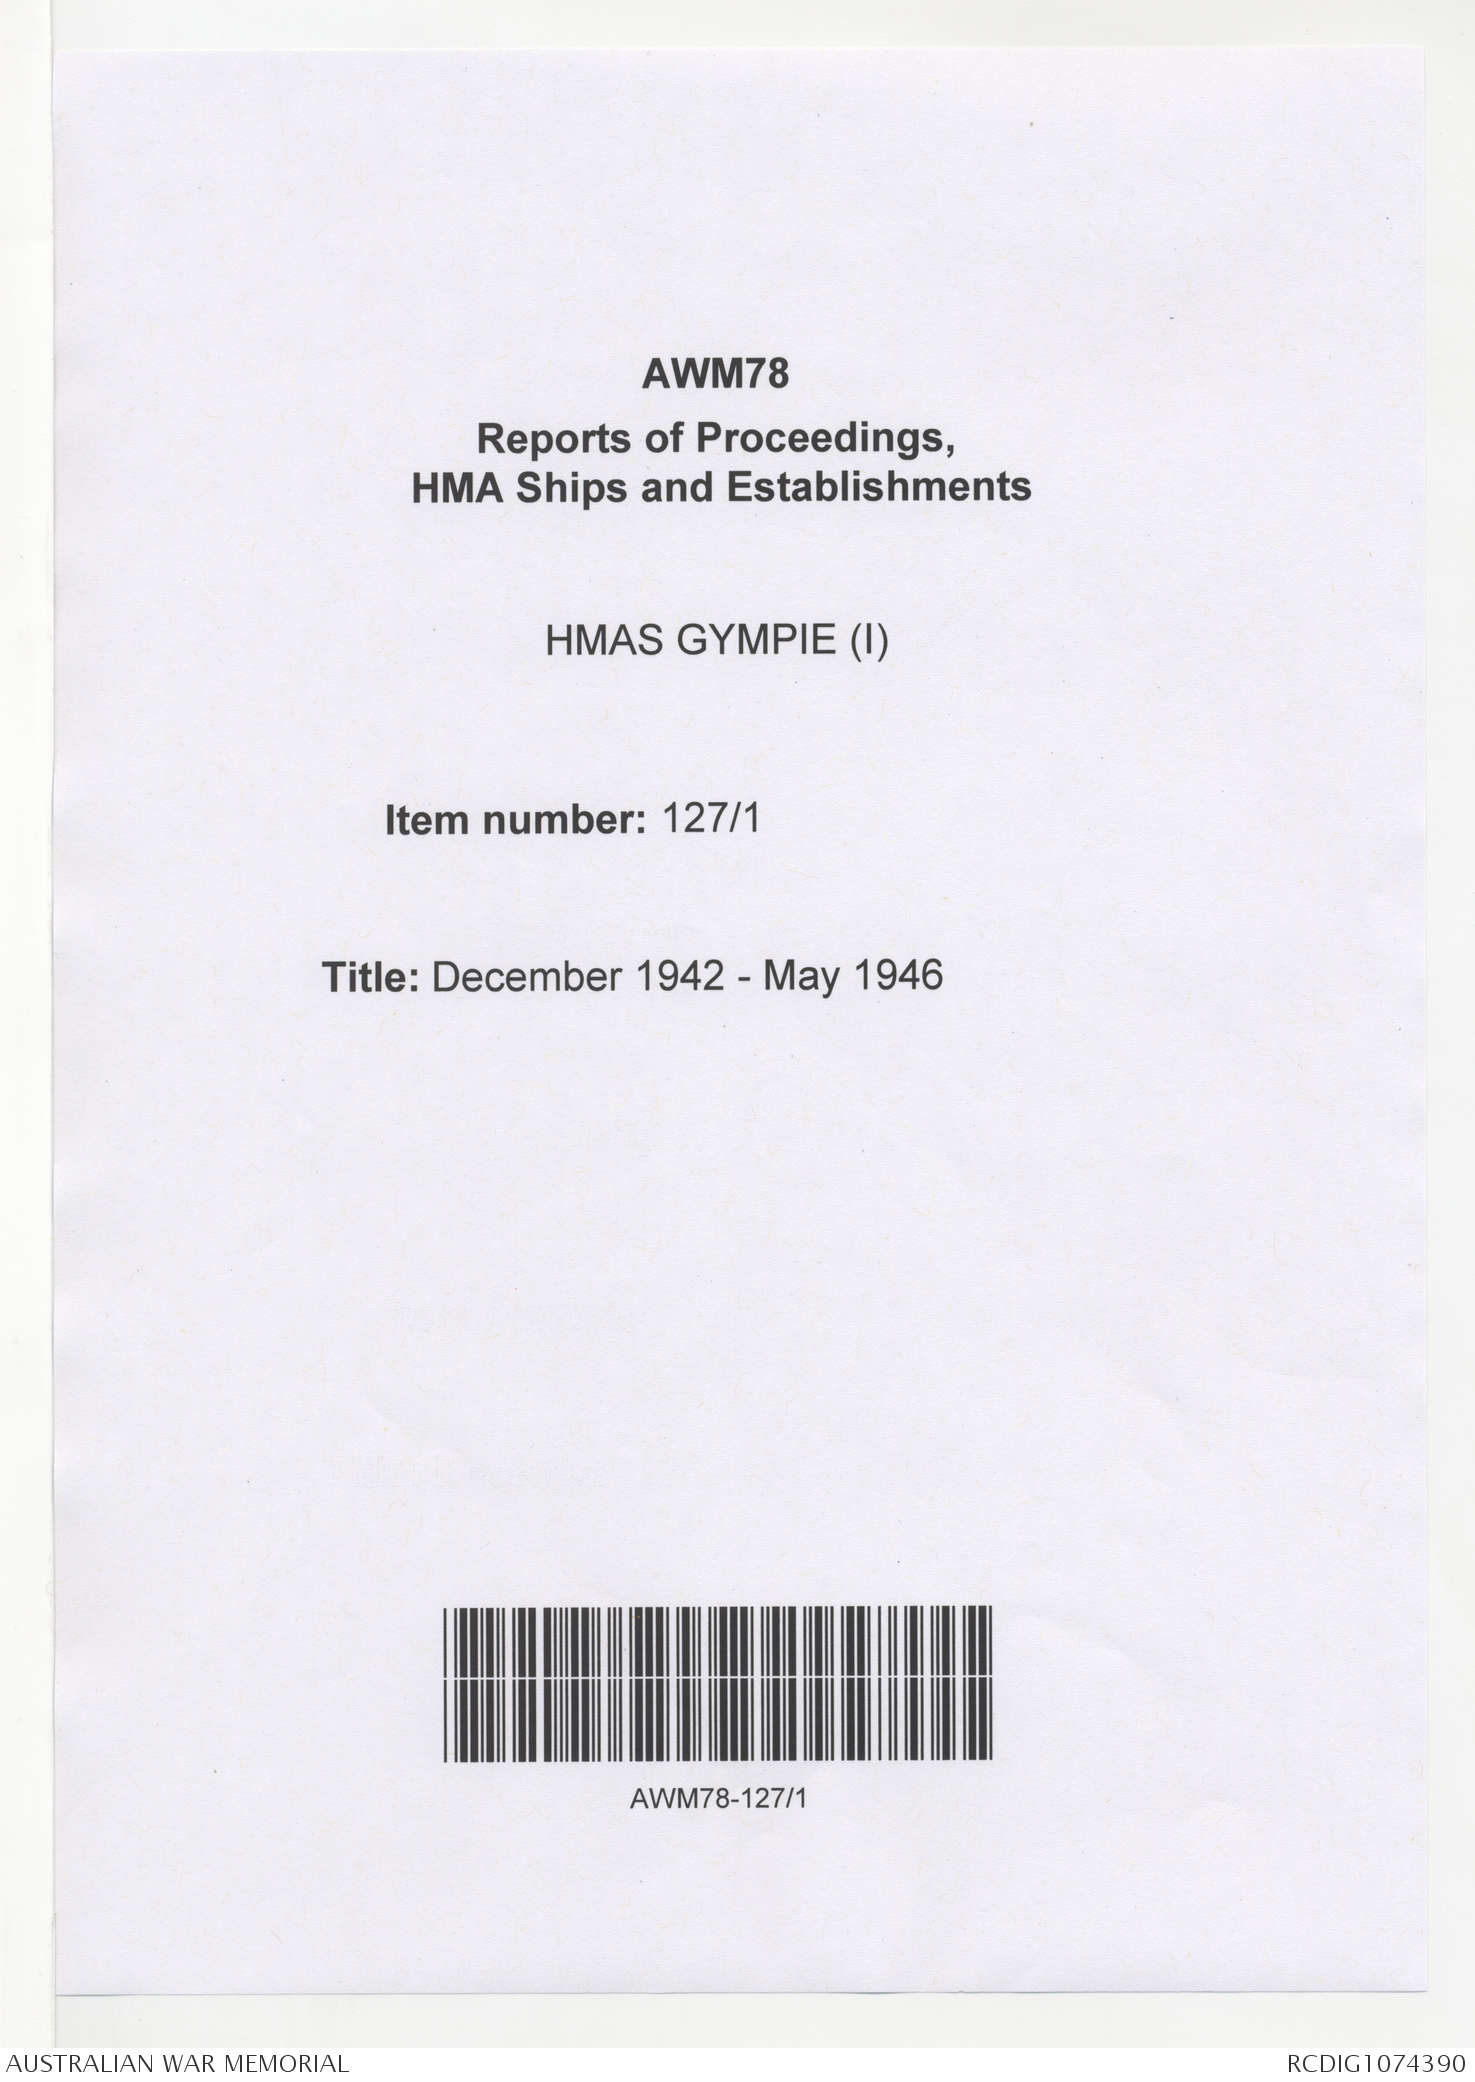 AWM78
Reports of Proceedings,
HMA Ships and Establishments
HMAS GYMPIE (I)
Item number: 127/1
Title: December 1942 - May 1946
AWM78-127/1
AUSTRALIAN WAR MEMORIAL
RCDIG1074390